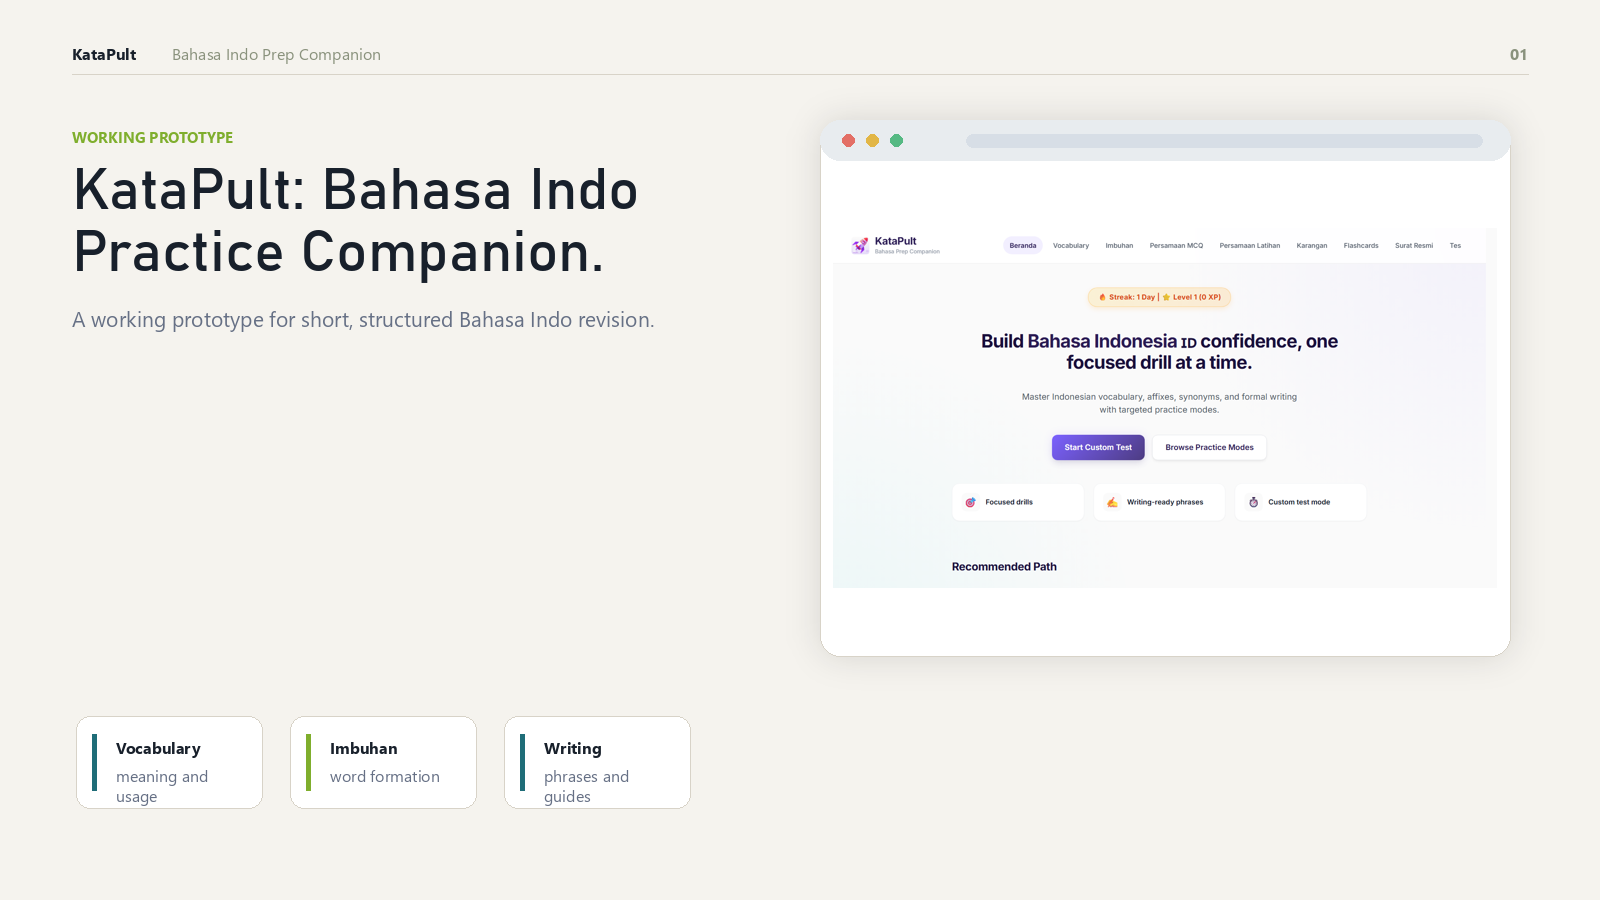 KataPult Bahasa Indo Prep Companion 01
WORKING PROTOTYPE
KataPult: Bahasa Indo
Practice Companion.
A working prototype for short, structured Bahasa Indo revision.
KataPult
Bahasa Prep Companion
Beranda Vocabulary Imbuhan Persamaan MCQ Persamaan Latihan Karangan Flashcards Surat Resmi Tes
🔥 Streak: 1 Day | ⭐ Level 1 (0 XP)
Build Bahasa Indonesia ID confidence, one
focused drill at a time.
Master Indonesian vocabulary, affixes, synonyms, and formal writing
with targeted practice modes.
Start Custom Test Browse Practice Modes
Focused drills Writing-ready phrases Custom test mode
Recommended Path
Vocabulary
meaning and
usage
Imbuhan
word formation
Writing
phrases and
guides